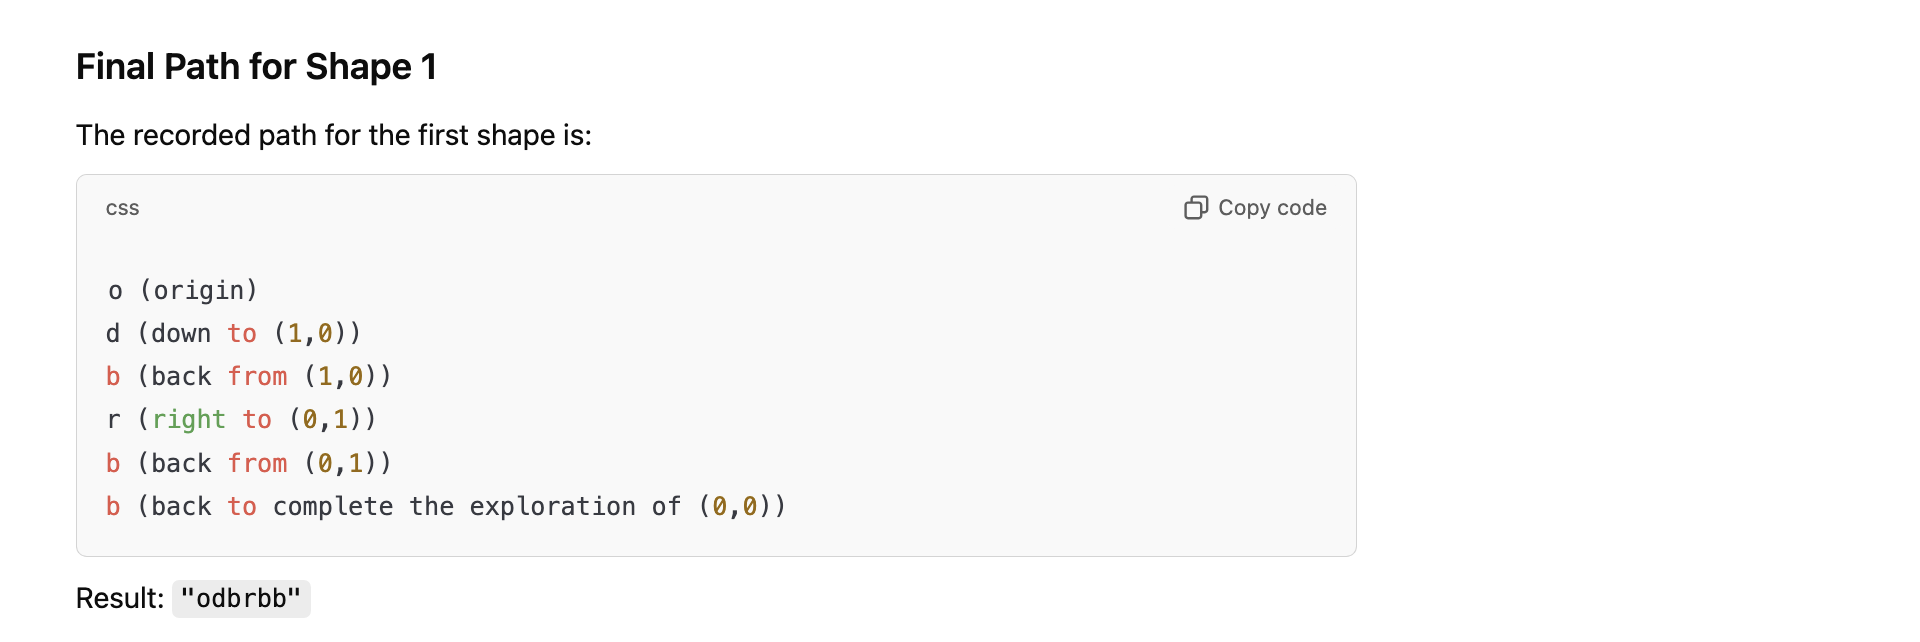 Final Path for Shape 1
The recorded path for the first shape is:
css
Copy code
o (origin)
d (down to (1,0))
b (back from (1,0))
r (right to (0,1))
b (back from (0,1))
b (back to complete the exploration of (0,0))
Result: "odbrbb"